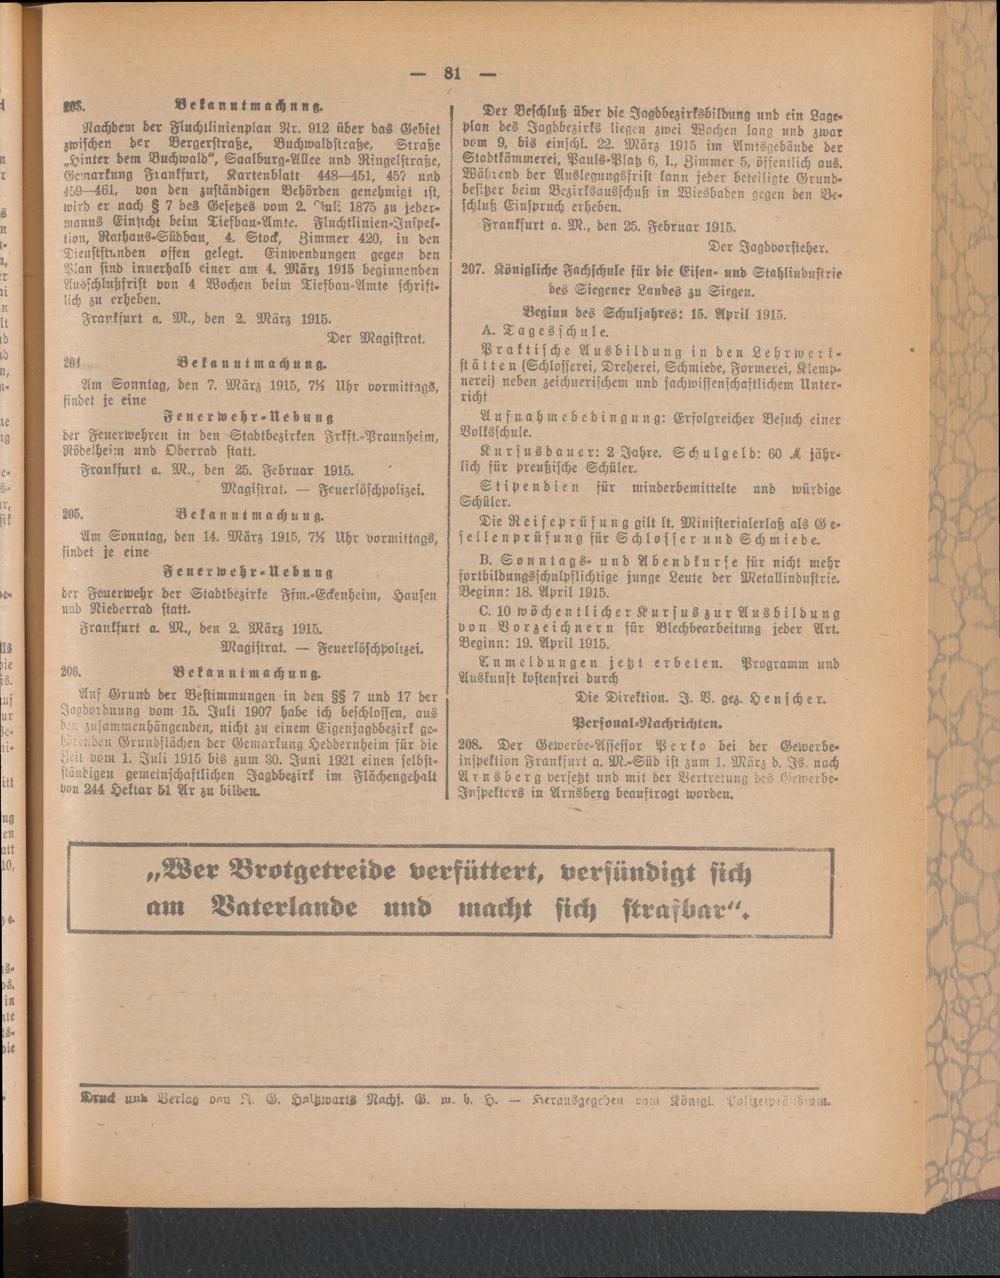 — 81 —
203. Bekanntmachung.
Nachdem der Fluchtlinienplan Nr. 912 über das Gebiet
zwischen der Bergerstraße, Buchwaldstraße, Straße
„Hinter dem Buchwald“, Saalburg-Allee und Ringelstraße,
Gemarkung Frankfurt, Kartenblatt 448—451, 457 und
459—461, von den zuständigen Behörden genehmigt ist,
wird er nach § 7 des Gesetzes vom 2. Juli 1875 zu jeder-
manns Einsicht beim Tiefbau-Amte. Fluchtlinien-Inspek-
tion, Rathaus-Südbau, 4. Stock, Zimmer 420, in den
Dienststunden offen gelegt. Einwendungen gegen den
Plan sind innerhalb einer am 4. März 1915 beginnenden
Ausschlußfrist von 4 Wochen beim Tiefbau-Amte schrift-
lich zu erheben.
Frankfurt a. M., den 2. März 1915.
Der Magistrat.
204 Bekanntmachung.
Am Sonntag, den 7. März 1915, 7½ Uhr vormittags,
findet je eine
Feuerwehr-Uebung
der Feuerwehren in den Stadtbezirken Frkft.-Praunheim,
Rödelheim und Oberrad statt.
Frankfurt a. M., den 25. Februar 1915.
Magistrat. — Feuerlöschpolizei.
205. Bekanntmachung.
Am Sonntag, den 14. März 1915, 7½ Uhr vormittags,
findet je eine
Feuerwehr-Uebung
der Feuerwehr der Stadtbezirke Ffm.-Eckenheim, Hausen
und Niederrad statt.
Frankfurt a. M., den 2. März 1915.
Magistrat. — Feuerlöschpolizei.
206. Bekanntmachung.
Auf Grund der Bestimmungen in den §§ 7 und 17 der
Jagdordnung vom 15. Juli 1907 habe ich beschlossen, aus
den zusammenhängenden, nicht zu einem Eigenjagdbezirk ge-
hörenden Grundflächen der Gemarkung Heddernheim für die
Zeit vom 1. Juli 1915 bis zum 30. Juni 1921 einen selbst-
ständigen gemeinschaftlichen Jagdbezirk im Flächengehalt
von 244 Hektar 51 Ar zu bilden.
Der Beschluß über die Jagdbezirksbildung und ein Lage-
plan des Jagdbezirks liegen zwei Wochen lang und zwar
vom 9. bis einschl. 22. März 1915 im Amtsgebäude der
Stadtkämmerei, Pauls-Platz 6, I., Zimmer 5, öffentlich aus.
Während der Auslegungsfrist kann jeder beteiligte Grund-
besitzer beim Bezirksausschuß in Wiesbaden gegen den Be-
schluß Einspruch erheben.
Frankfurt a. M., den 25. Februar 1915.
Der Jagdvorsteher.
207. Königliche Fachschule für die Eisen- und Stahlindustrie
des Siegener Landes zu Siegen.
Beginn des Schuljahres: 15. April 1915.
A. Tagesschule.
Praktische Ausbildung in den Lehrwerk-
stätten (Schlosserei, Dreherei, Schmiede, Formerei, Klemp-
nerei) neben zeichnerischem und fachwissenschaftlichem Unter-
richt
Aufnahmebedingung: Erfolgreicher Besuch einer
Volksschule.
Kursusdauer: 2 Jahre. Schulgeld: 60 ℳ jähr-
lich für preußische Schüler.
Stipendien für minderbemittelte und würdige
Schüler.
Die Reifeprüfung gilt lt. Ministerialerlaß als Ge-
sellenprüfung für Schlosser und Schmiede.
B. Sonntags- und Abendkurse für nicht mehr
fortbildungsschulpflichtige junge Leute der Metallindustrie.
Beginn: 18. April 1915.
C. 10 wöchentlicher Kursus zur Ausbildung
von Vorzeichnern für Blechbearbeitung jeder Art.
Beginn: 19. April 1915.
Anmeldungen jetzt erbeten. Programm und
Auskunft kostenfrei durch
Die Direktion. J. V. gez. Henscher.
Personal-Nachrichten.
208. Der Gewerbe-Assessor Perko bei der Gewerbe-
inspektion Frankfurt a. M.-Süd ist zum 1. März d. Js. nach
Arnsberg versetzt und mit der Vertretung des Gewerbe-
Inspektors in Arnsberg beauftragt worden.
„Wer Brotgetreide verfüttert, versündigt sich
am Vaterlande und macht sich strafbar“.
Druck und Verlag von F. G. Holtzwarts Nachf. G. m. b. H. — Herausgegeben vom Königl. Polizeipräsidium.